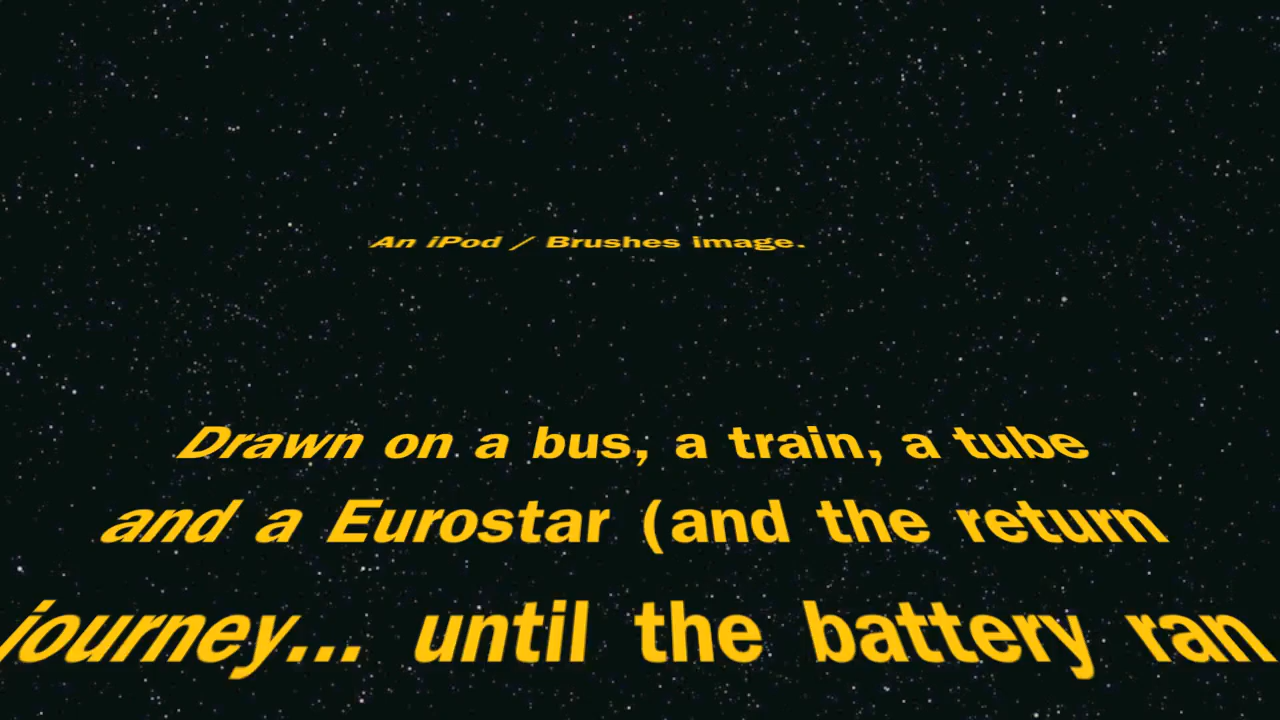 An iPod / Brushes image.
Drawn on a bus, a train, a tube
and a Eurostar (and the return
journey... until the battery ran